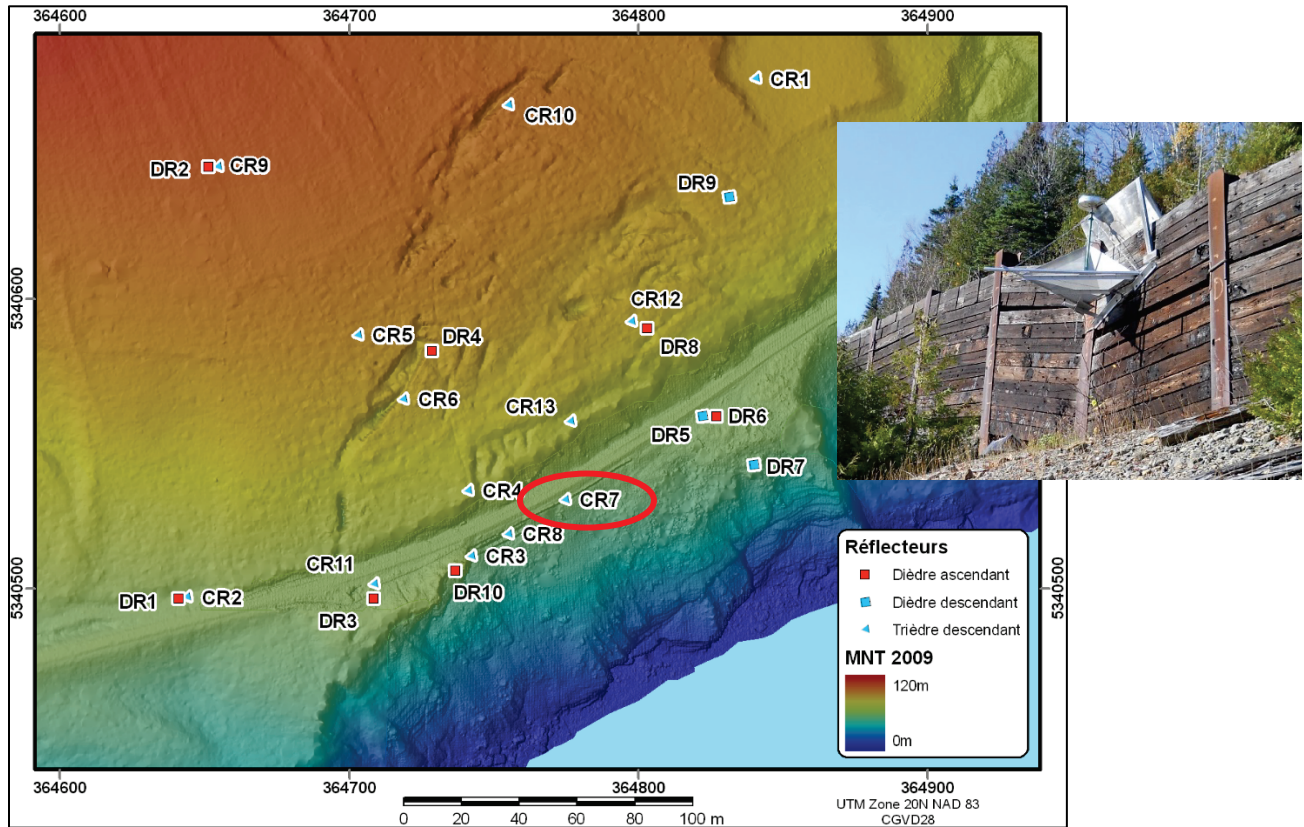 364600
364700
364800
364900
CR1
CR10
DR2
CR9
DR9
5340600
CR12
CR5
DR4
DR8
CR6
CR13
DR5
DR6
DR7
CR4
CR7
CR8
CR3
CR11
DR10
DR1
CR2
DR3
5340500
5340500
Réflecteurs
Dièdre ascendant
Dièdre descendant
Trièdre descendant
MNT 2009
120m
0m
364600
364700
364800
364900
0 20 40 60 80 100 m
UTM Zone 20N NAD 83
CGVD28